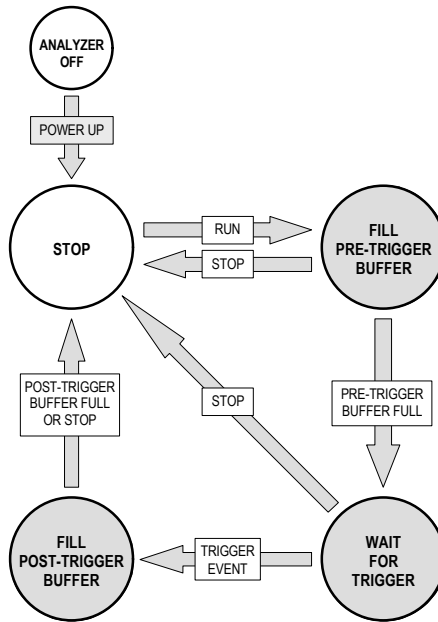 ANALYZER
OFF
POWER UP
STOP
RUN
STOP
FILL
PRE-TRIGGER
BUFFER
POST-TRIGGER
BUFFER FULL
OR STOP
STOP
PRE-TRIGGER
BUFFER FULL
FILL
POST-TRIGGER
BUFFER
TRIGGER
EVENT
WAIT
FOR
TRIGGER